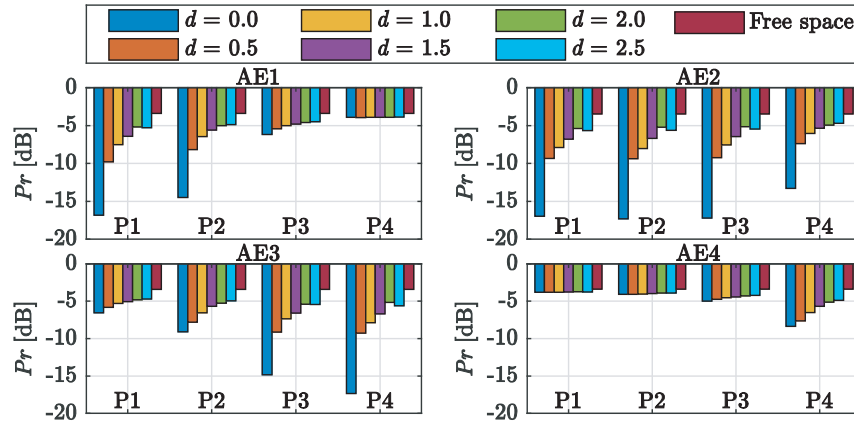 d = 0.0 d = 1.0 d = 2.0 Free space
d = 0.5 d = 1.5 d = 2.5
AE1
0
-5
-10
-15
-20
Pr [dB]
P1 P2 P3 P4
AE2
0
-5
-10
-15
-20
Pr [dB]
P1 P2 P3 P4
AE3
0
-5
-10
-15
-20
Pr [dB]
P1 P2 P3 P4
AE4
0
-5
-10
-15
-20
Pr [dB]
P1 P2 P3 P4